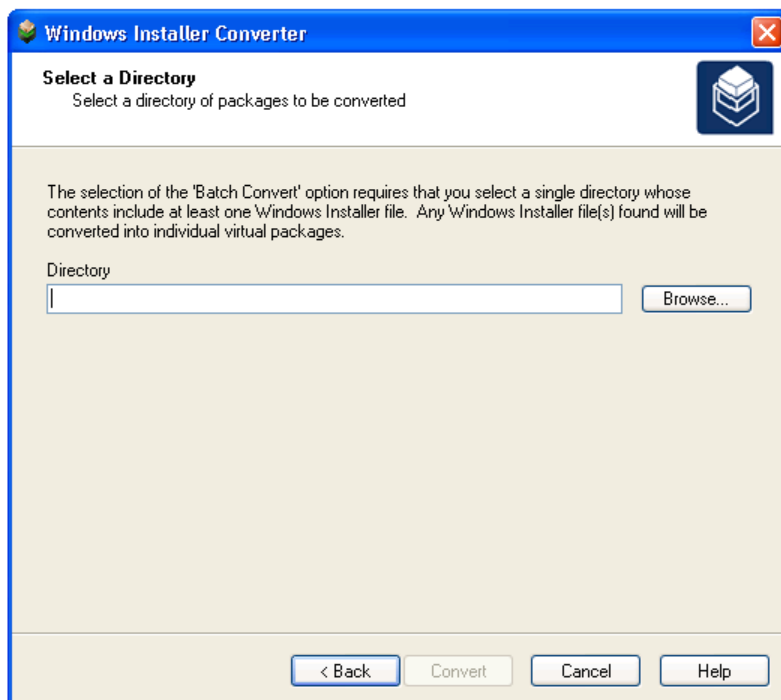 Windows Installer Converter
Select a Directory
Select a directory of packages to be converted
The selection of the 'Batch Convert' option requires that you select a single directory whose
contents include at least one Windows Installer file.  Any Windows Installer file(s) found will be
converted into individual virtual packages.
Directory
Browse...
< Back
Convert
Cancel
Help